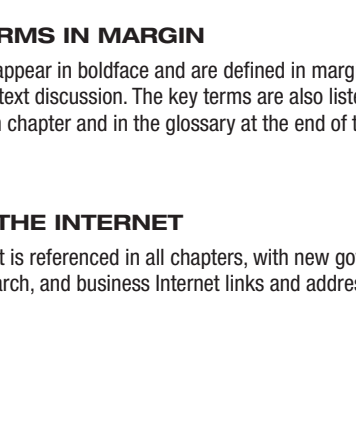 RMS IN MARGIN
appear in boldface and are defined in marg
text discussion. The key terms are also liste
chapter and in the glossary at the end of t
THE INTERNET
t is referenced in all chapters, with new go
arch, and business Internet links and addres